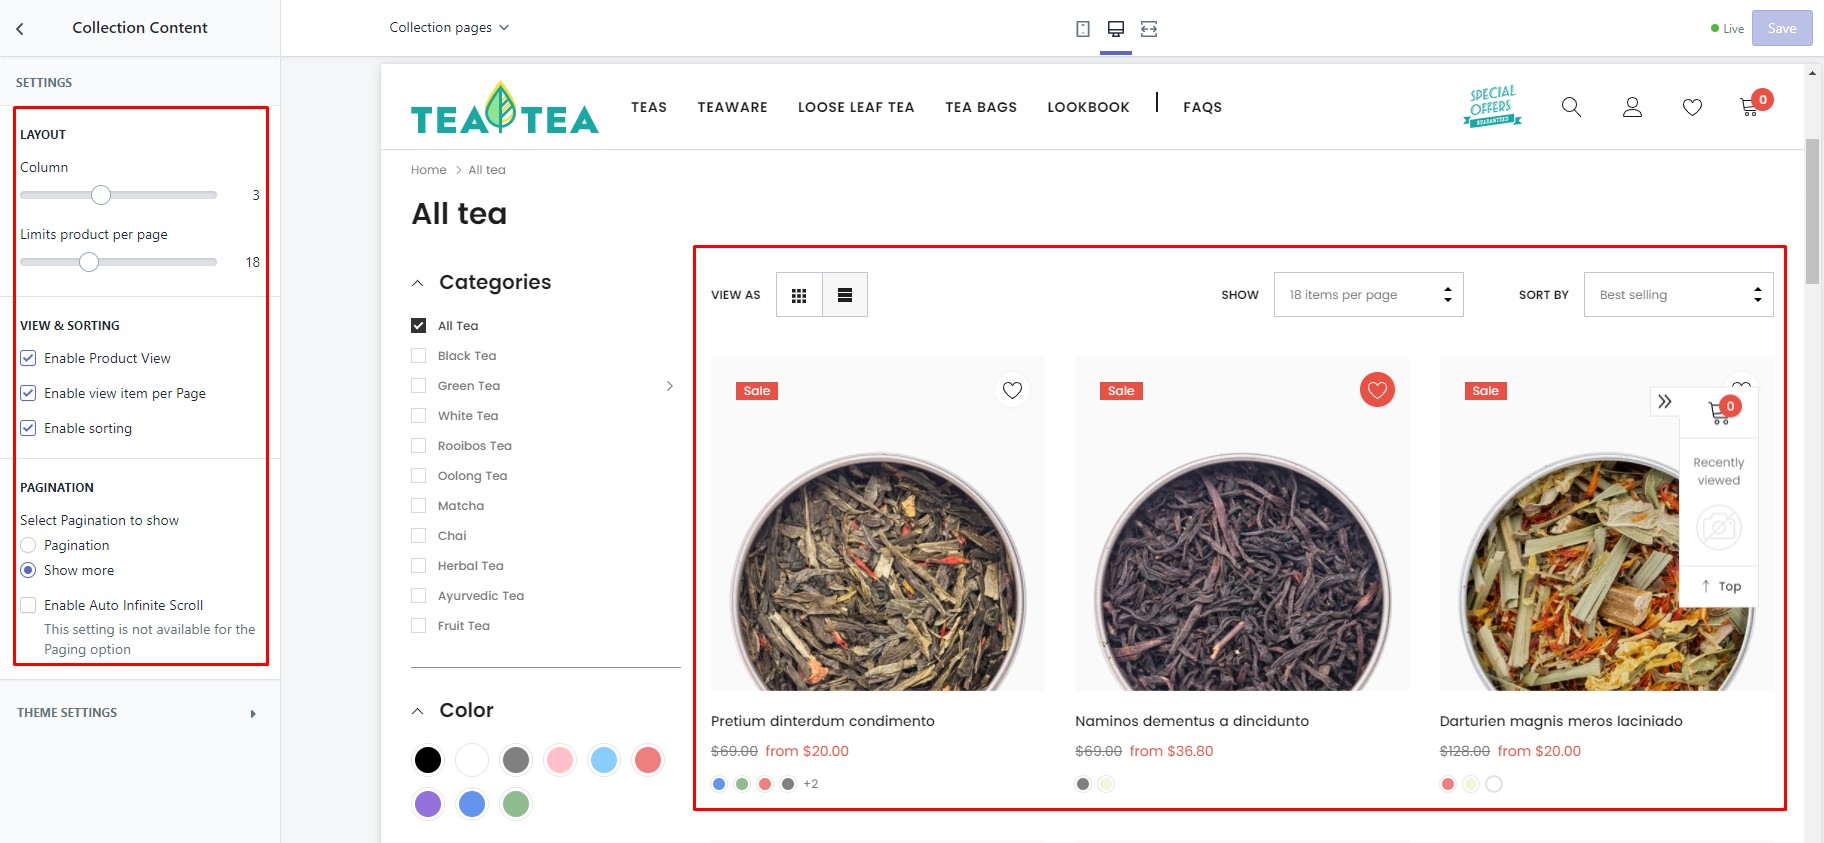 Collection Content
Collection pages
Live
Save
SETTINGS
LAYOUT
Column
3
Limits product per page
18
VIEW & SORTING
Enable Product View
Enable view item per Page
Enable sorting
PAGINATION
Select Pagination to show
Pagination
Show more
Enable Auto Infinite Scroll
This setting is not available for the
Paging option
THEME SETTINGS
TEA TEA
TEAS
TEAWARE
LOOSE LEAF TEA
TEA BAGS
LOOKBOOK
FAQS
SPECIAL
OFFERS
GUARANTEED
0
Home
All tea
All tea
Categories
All Tea
Black Tea
Green Tea
White Tea
Rooibos Tea
Oolong Tea
Matcha
Chai
Herbal Tea
Ayurvedic Tea
Fruit Tea
Color
VIEW AS
SHOW
18 items per page
SORT BY
Best selling
Sale
Pretium dinterdum condimento
$69.00 from $20.00
+2
Sale
Naminos dementus a dincidunto
$69.00 from $36.80
Sale
Darturien magnis meros laciniado
$128.00 from $20.00
0
Recently
viewed
Top